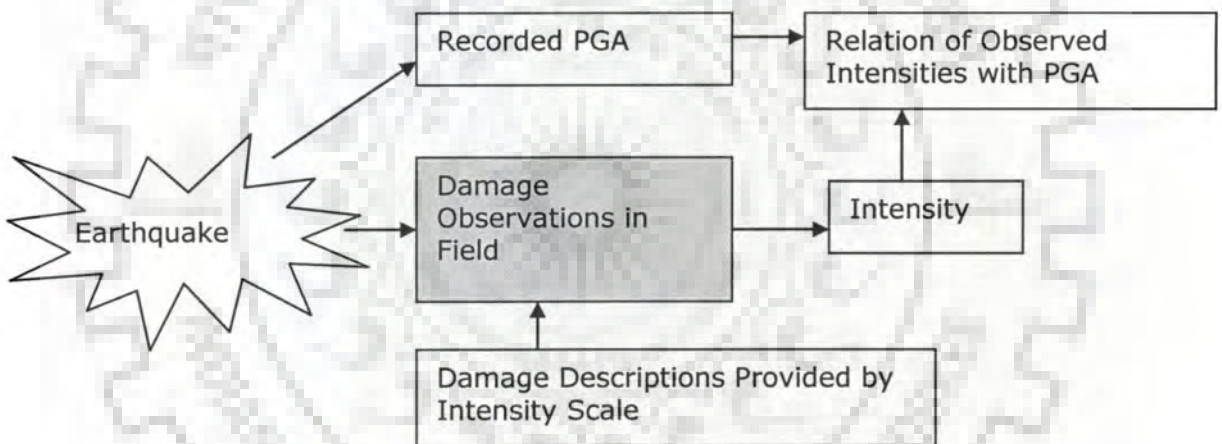 Recorded PGA
Relation of Observed
Intensities with PGA
Earthquake
Damage
Observations in
Field
Intensity
Damage Descriptions Provided by
Intensity Scale